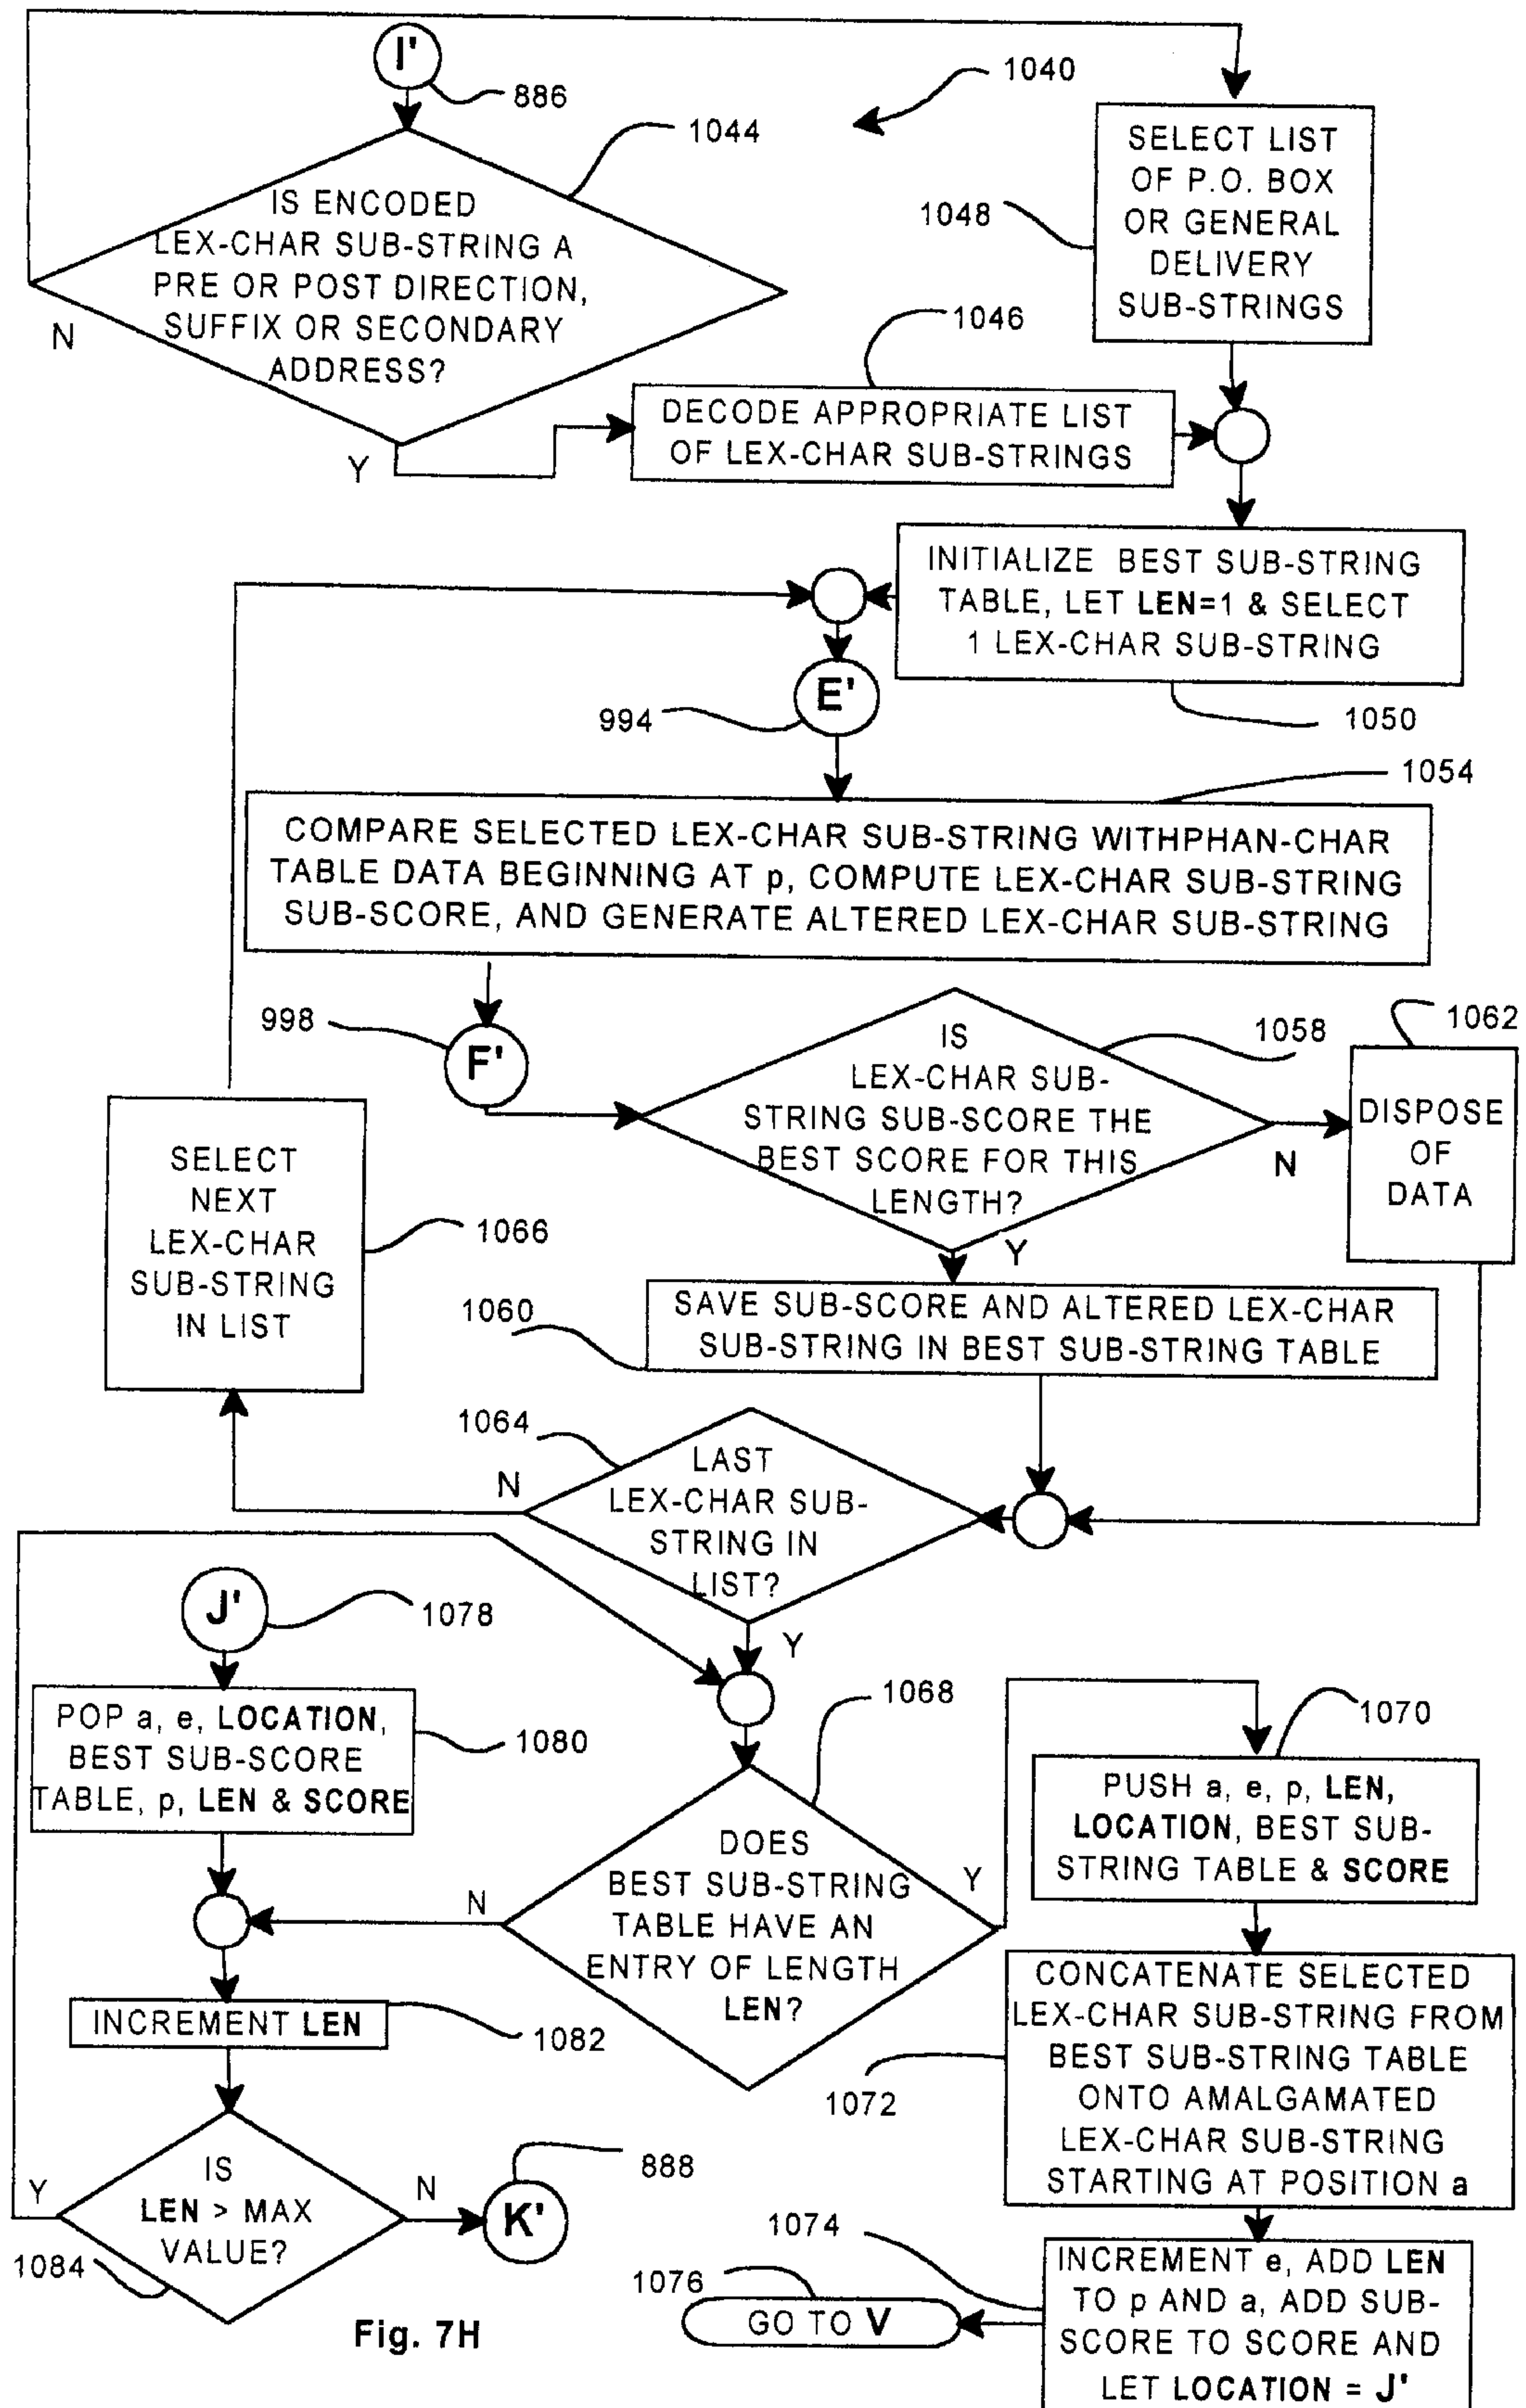 I'
886
1040
1044
IS ENCODED
LEX-CHAR SUB-STRING A
PRE OR POST DIRECTION,
SUFFIX OR SECONDARY
ADDRESS?
N
Y
1048
SELECT LIST
OF P.O. BOX
OR GENERAL
DELIVERY
SUB-STRINGS
1046
DECODE APPROPRIATE LIST
OF LEX-CHAR SUB-STRINGS
INITIALIZE BEST SUB-STRING
TABLE, LET LEN=1 & SELECT
1 LEX-CHAR SUB-STRING
1050
E'
994
1054
COMPARE SELECTED LEX-CHAR SUB-STRING WITHPHAN-CHAR
TABLE DATA BEGINNING AT p, COMPUTE LEX-CHAR SUB-STRING
SUB-SCORE, AND GENERATE ALTERED LEX-CHAR SUB-STRING
998
F'
IS
LEX-CHAR SUB-
STRING SUB-SCORE THE
BEST SCORE FOR THIS
LENGTH?
1058
N
Y
1062
DISPOSE
OF
DATA
SELECT
NEXT
LEX-CHAR
SUB-STRING
IN LIST
1066
1060
SAVE SUB-SCORE AND ALTERED LEX-CHAR
SUB-STRING IN BEST SUB-STRING TABLE
1064
N
LAST
LEX-CHAR SUB-
STRING IN
LIST?
Y
J'
1078
POP a, e, LOCATION,
BEST SUB-SCORE
TABLE, p, LEN & SCORE
1080
1068
DOES
BEST SUB-STRING
TABLE HAVE AN
ENTRY OF LENGTH
LEN?
N
Y
1070
PUSH a, e, p, LEN,
LOCATION, BEST SUB-
STRING TABLE & SCORE
INCREMENT LEN
1082
1072
CONCATENATE SELECTED
LEX-CHAR SUB-STRING FROM
BEST SUB-STRING TABLE
ONTO AMALGAMATED
LEX-CHAR SUB-STRING
STARTING AT POSITION a
IS
LEN > MAX
VALUE?
Y
N
1084
K'
888
1074
INCREMENT e, ADD LEN
TO p AND a, ADD SUB-
SCORE TO SCORE AND
LET LOCATION = J'
1076
GO TO V
Fig. 7H